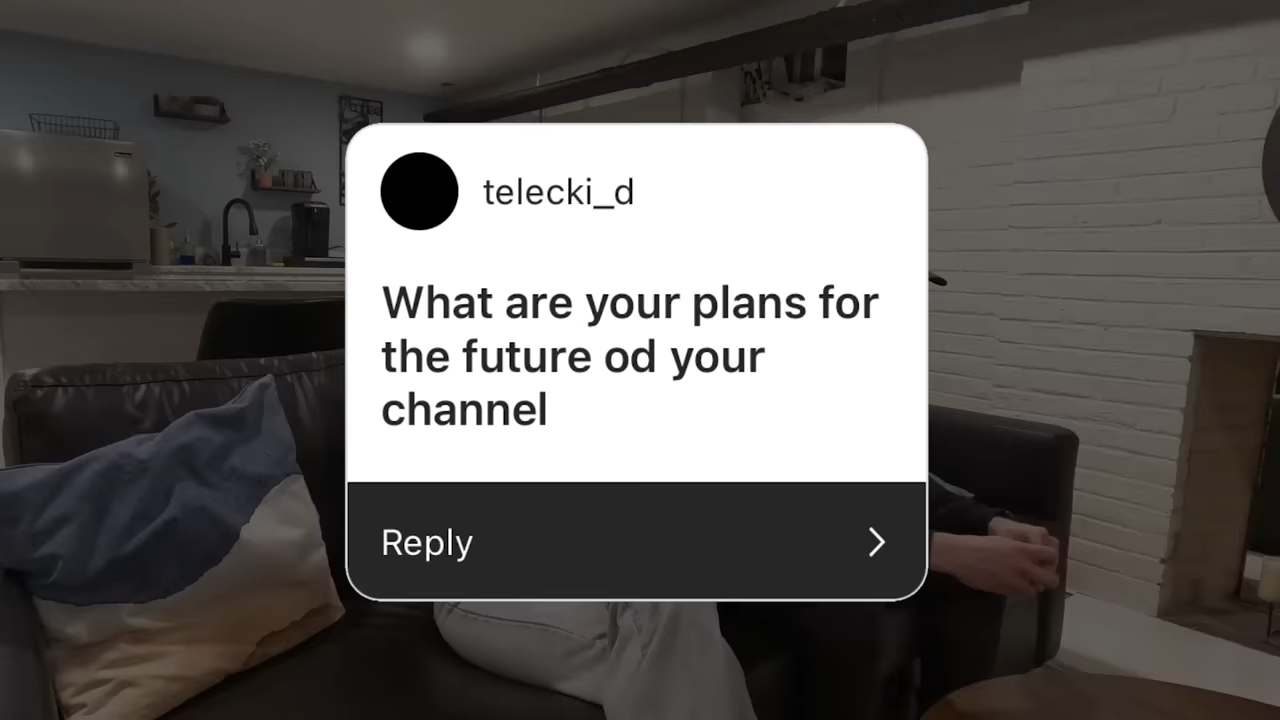 telecki_d
What are your plans for
the future od your
channel
Reply